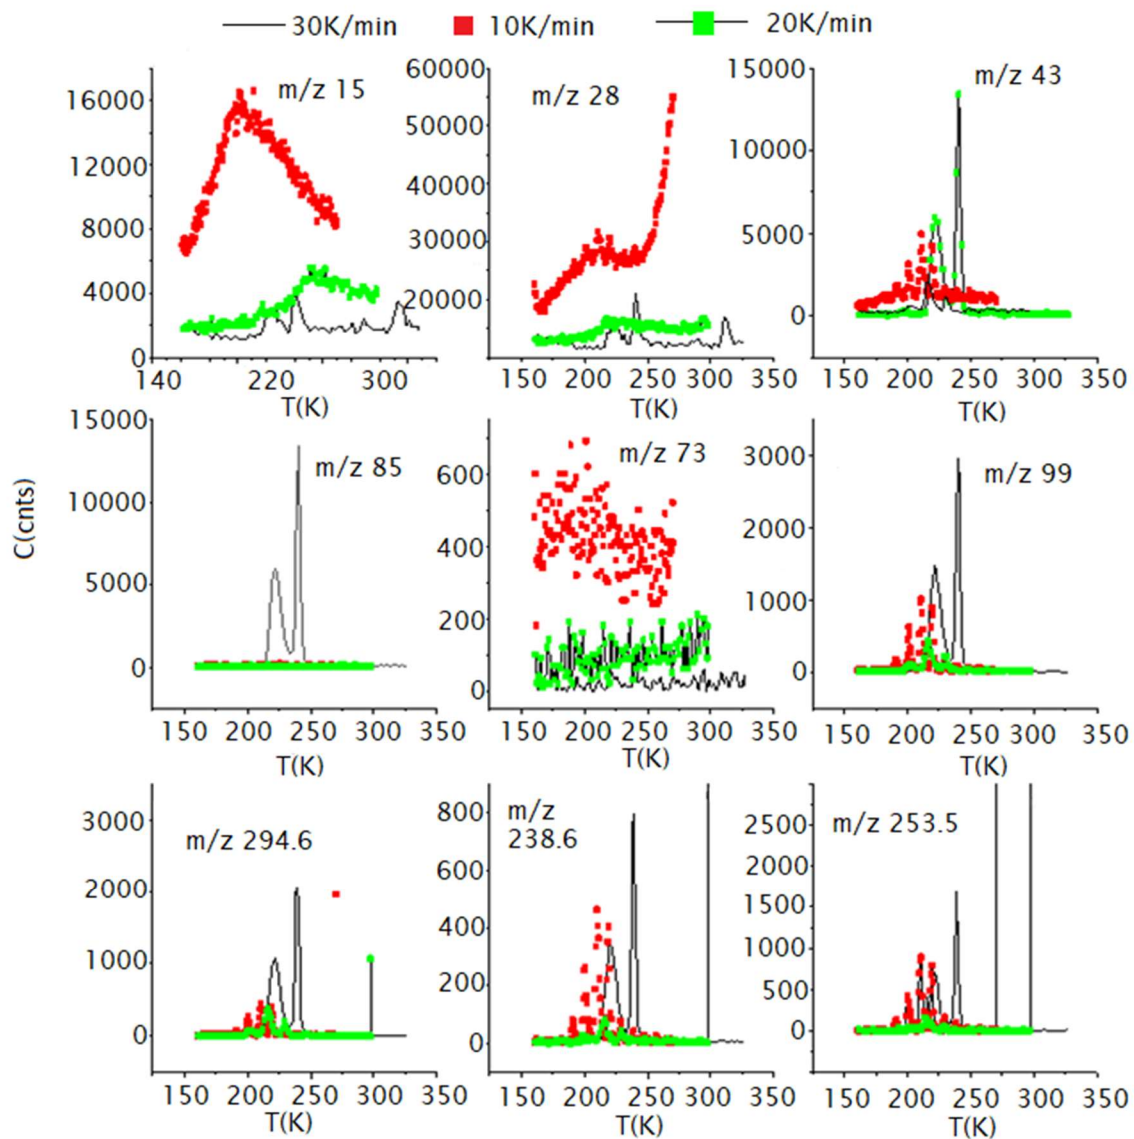 30K/min 10K/min 20K/min
m/z 15
16000
12000
8000
4000
0
140 220 300
T(K)
m/z 28
60000
50000
40000
30000
20000
150 200 250 300 350
T(K)
m/z 43
15000
10000
5000
0
150 200 250 300 350
T(K)
C(cnts)
m/z 85
15000
10000
5000
0
150 200 250 300 350
T(K)
m/z 73
600
400
200
0
150 200 250 300 350
T(K)
m/z 99
3000
2000
1000
0
150 200 250 300 350
T(K)
m/z 294.6
3000
2000
1000
0
150 200 250 300 350
T(K)
m/z
238.6
800
600
400
200
0
150 200 250 300 350
T(K)
m/z 253.5
2500
2000
1500
1000
500
0
150 200 250 300 350
T(K)